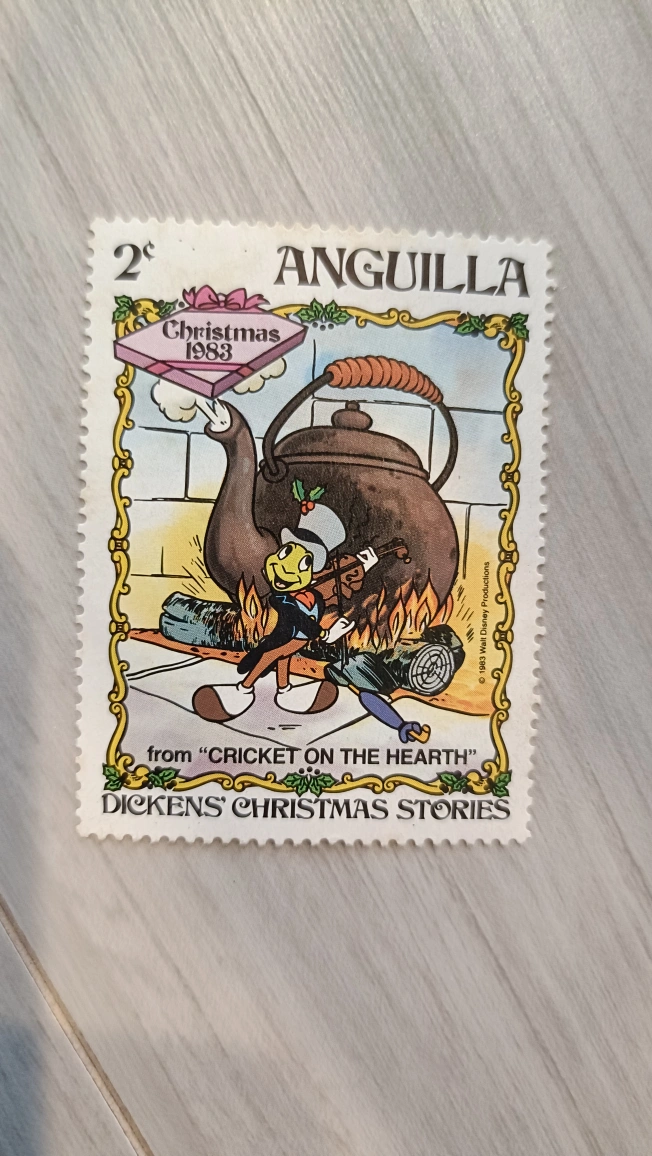 2¢ ANGUILLA
Christmas
1983
© 1983 Walt Disney Productions
from “CRICKET ON THE HEARTH”
DICKENS' CHRISTMAS STORIES